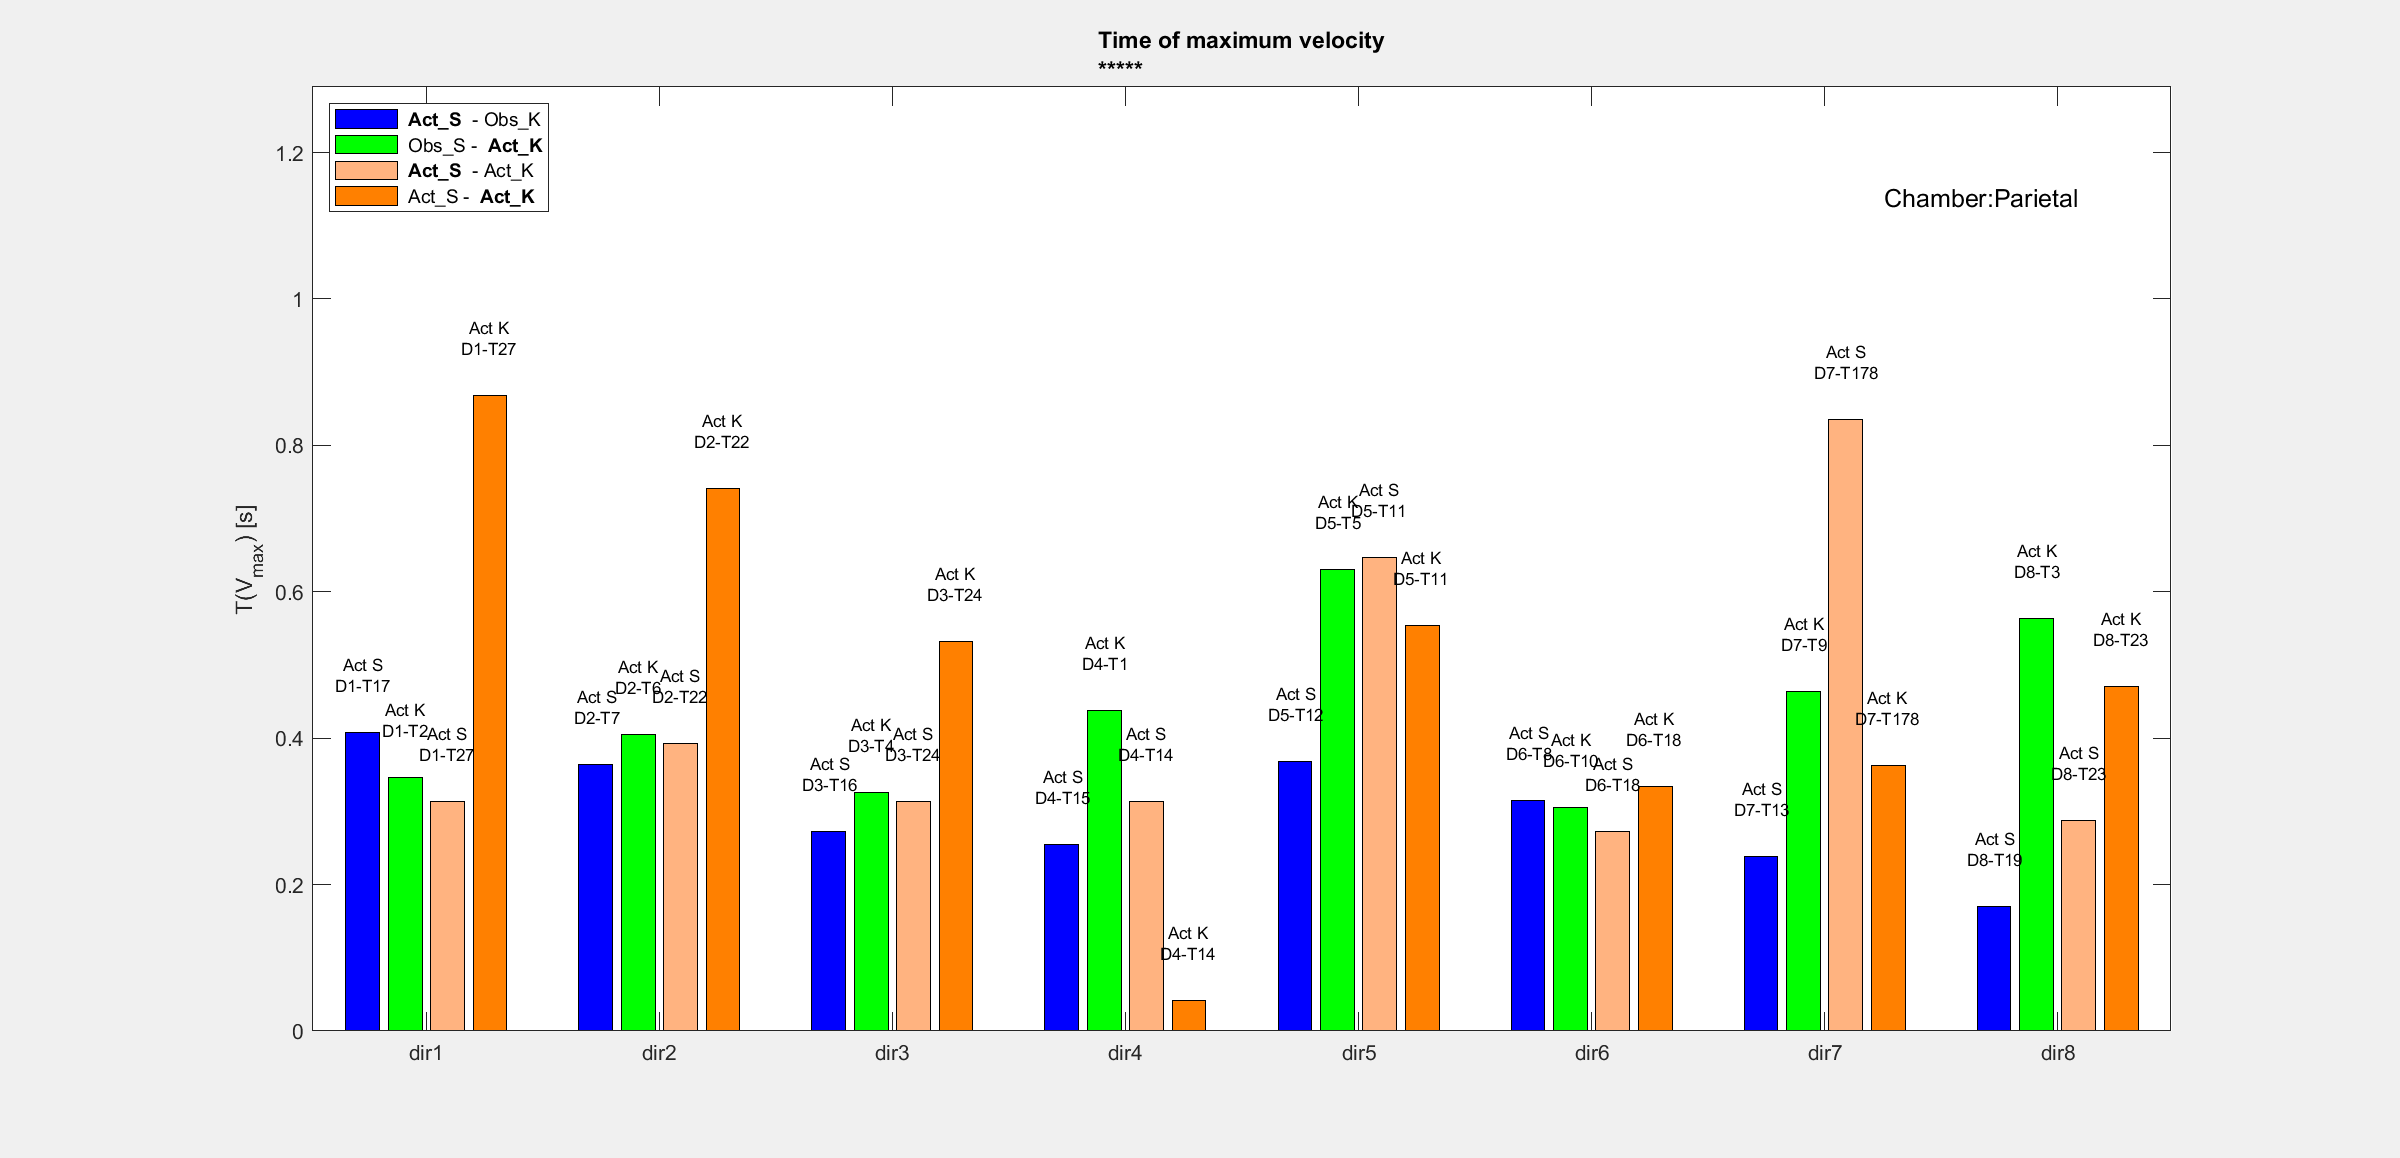 Time of maximum velocity
*****
Act_S - Obs_K
Obs_S - Act_K
Act_S - Act_K
Act_S - Act_K
Chamber:Parietal
T(Vmax) [s]
1.2
1
0.8
0.6
0.4
0.2
0
Act S
D1-T17
Act K
D1-T2
Act S
D1-T27
Act K
D1-T27
Act S
D2-T7
Act K
D2-T6
Act S
D2-T22
Act K
D2-T22
Act S
D3-T16
Act K
D3-T4
Act S
D3-T24
Act K
D3-T24
Act S
D4-T15
Act K
D4-T1
Act S
D4-T14
Act K
D4-T14
Act S
D5-T12
Act K
D5-T5
Act S
D5-T11
Act K
D5-T11
Act S
D6-T8
Act K
D6-T10
Act S
D6-T18
Act K
D6-T18
Act S
D7-T13
Act K
D7-T9
Act S
D7-T178
Act K
D7-T178
Act S
D8-T19
Act K
D8-T3
Act S
D8-T23
Act K
D8-T23
dir1
dir2
dir3
dir4
dir5
dir6
dir7
dir8